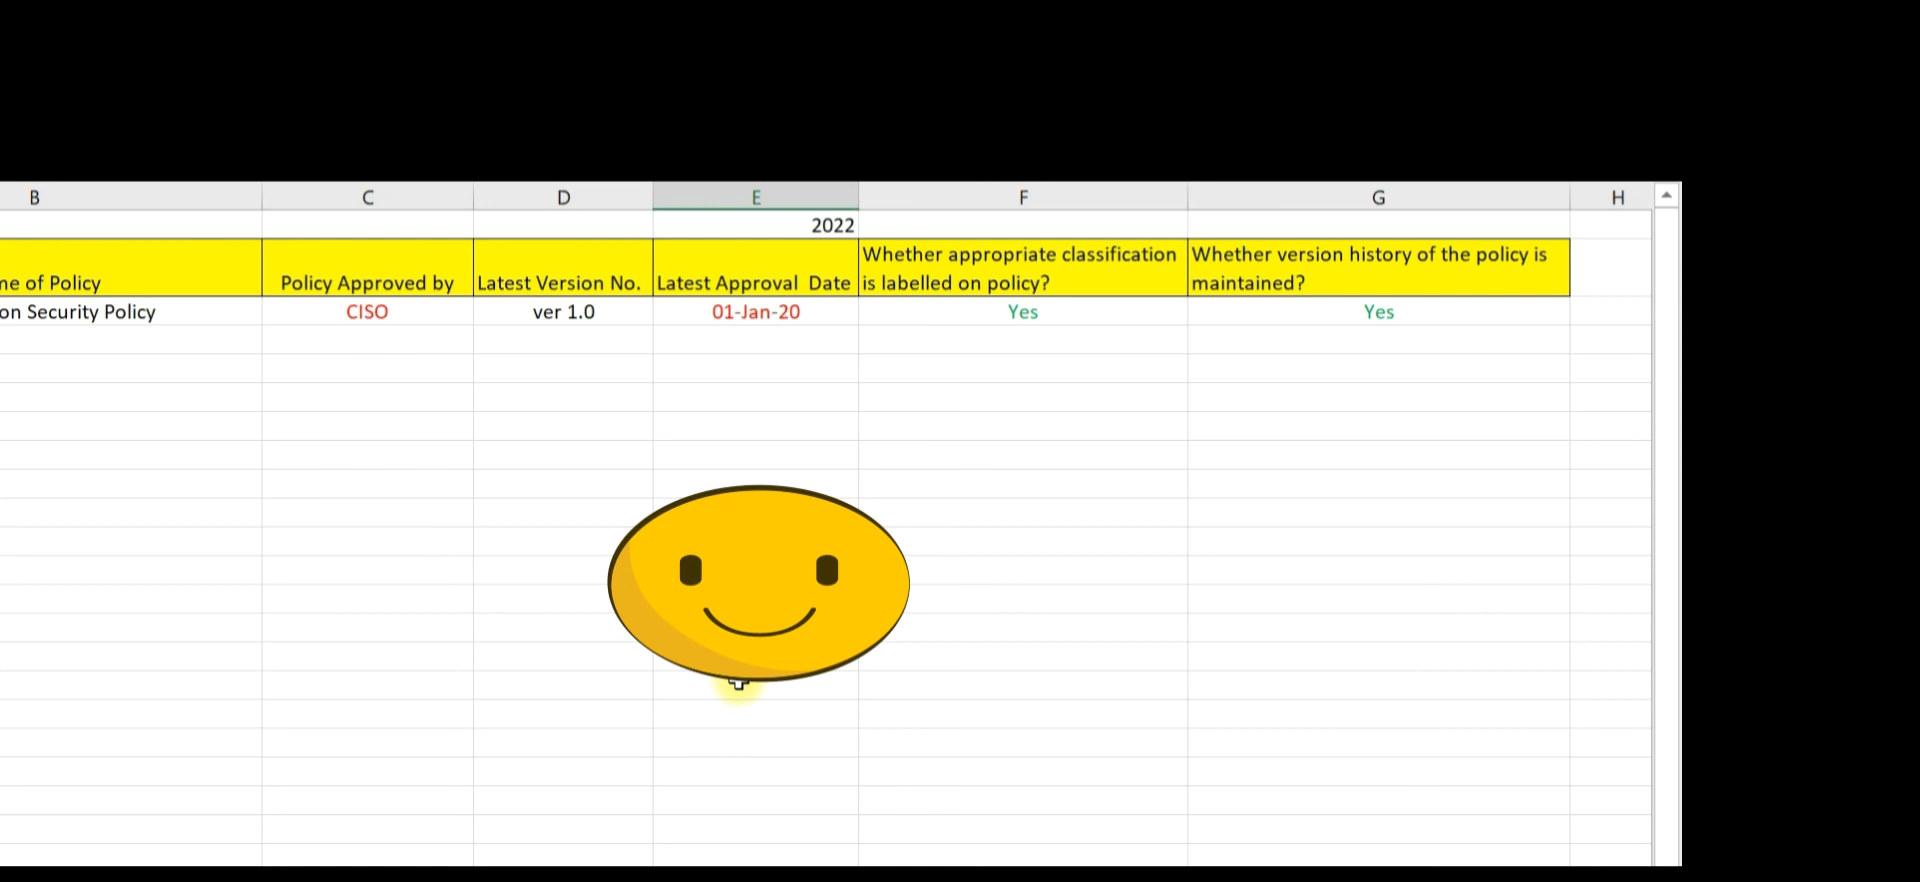 B C D E F G H
2022
Whether appropriate classification Whether version history of the policy is
of Policy Policy Approved by Latest Version No. Latest Approval Date is labelled on policy? maintained?
Security Policy CISO ver 1.0 01-Jan-20 Yes Yes